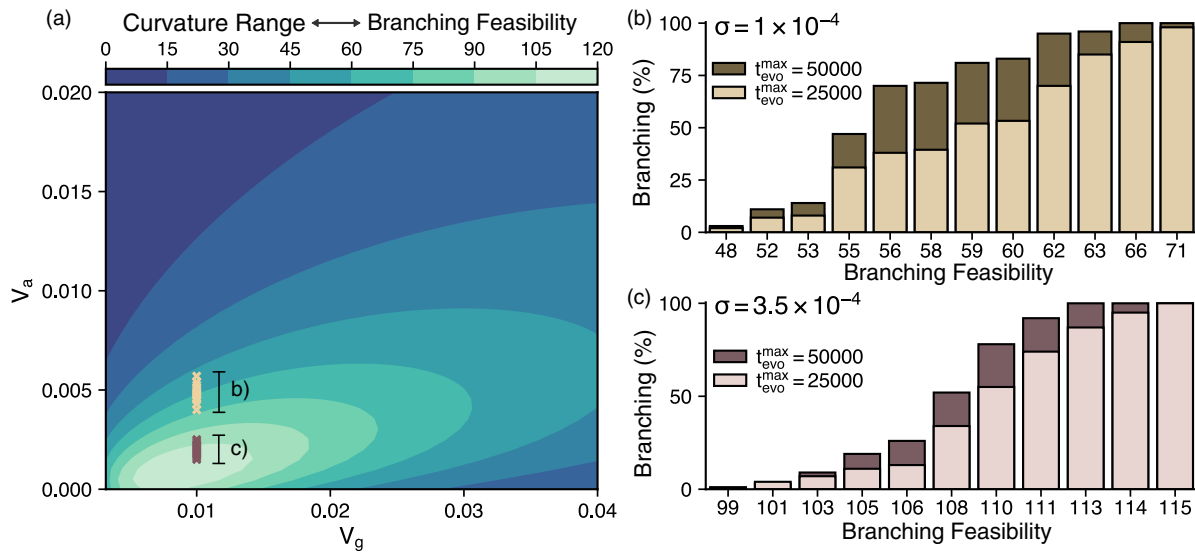 (a)
Curvature Range ⟷ Branching Feasibility
0 15 30 45 60 75 90 105 120
0.020
0.015
0.010
0.005
0.000
V_a
b)
c)
0.01 0.02 0.03 0.04
V_g
(b)
100
75
50
25
0
Branching (%)
σ = 1 × 10⁻⁴
t_evo^max = 50000
t_evo^max = 25000
48 52 53 55 56 58 59 60 62 63 66 71
Branching Feasibility
(c)
100
50
0
Branching (%)
σ = 3.5 × 10⁻⁴
t_evo^max = 50000
t_evo^max = 25000
99 101 103 105 106 108 110 111 113 114 115
Branching Feasibility